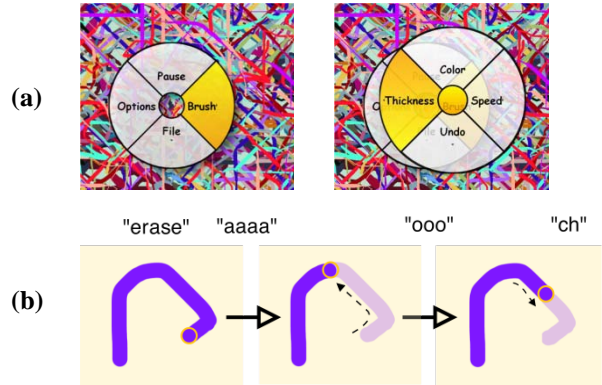 (a)
Pause
Options
Brush
File
Color
Thickness
Speed
Undo
"erase" "aaaa" "ooo" "ch"
(b)